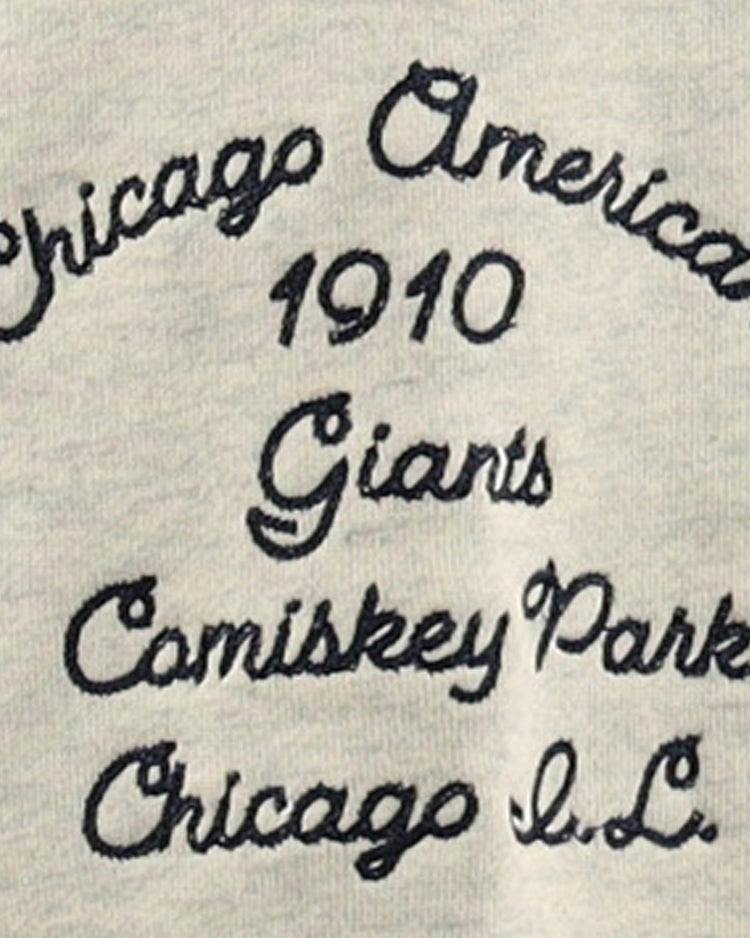 Chicago America
1910
Giants
Comiskey Park
Chicago I.L.